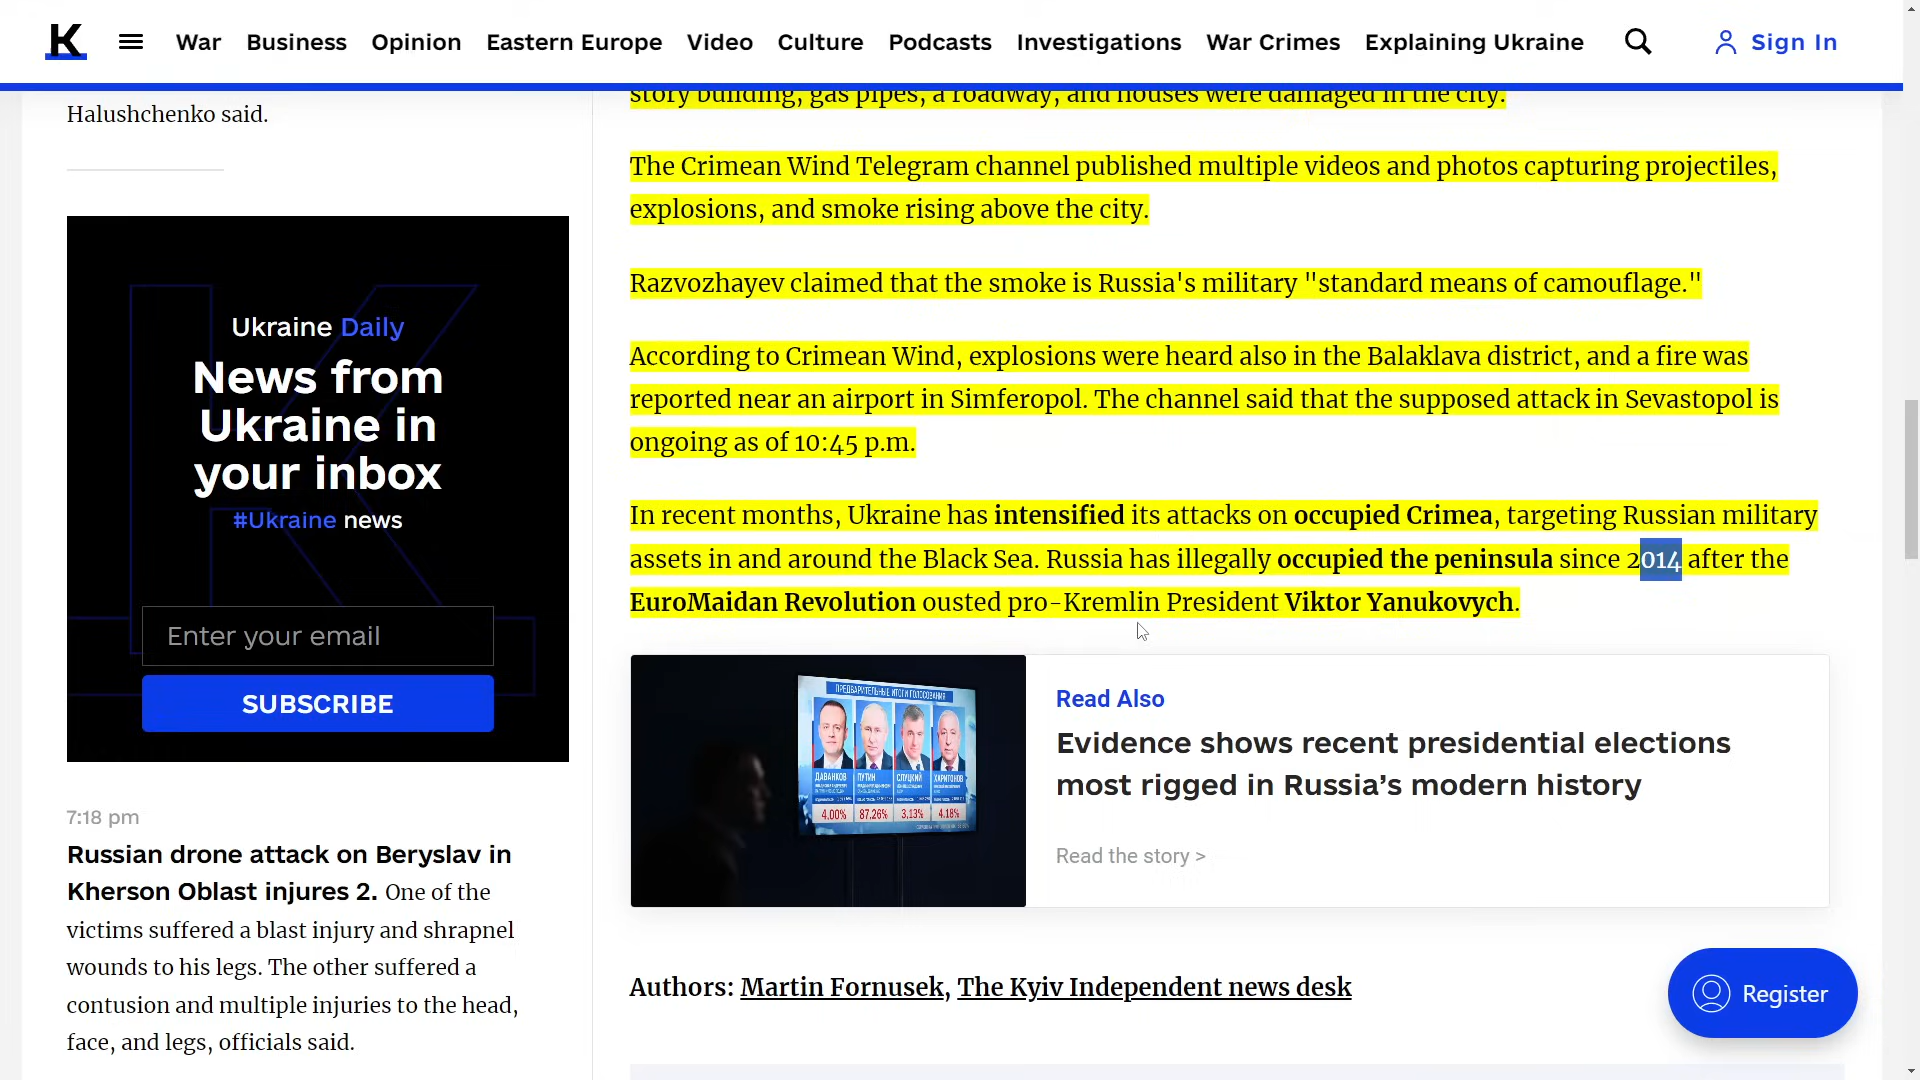 K
War Business Opinion Eastern Europe Video Culture Podcasts Investigations War Crimes Explaining Ukraine Sign In
Halushchenko said.
Ukraine Daily
News from
Ukraine in
your inbox
#Ukraine news
Enter your email
SUBSCRIBE
7:18 pm
Russian drone attack on Beryslav in
Kherson Oblast injures 2. One of the
victims suffered a blast injury and shrapnel
wounds to his legs. The other suffered a
contusion and multiple injuries to the head,
face, and legs, officials said.
story building, gas pipes, a roadway, and houses were damaged in the city.
The Crimean Wind Telegram channel published multiple videos and photos capturing projectiles,
explosions, and smoke rising above the city.
Razvozhayev claimed that the smoke is Russia's military "standard means of camouflage."
According to Crimean Wind, explosions were heard also in the Balaklava district, and a fire was
reported near an airport in Simferopol. The channel said that the supposed attack in Sevastopol is
ongoing as of 10:45 p.m.
In recent months, Ukraine has intensified its attacks on occupied Crimea, targeting Russian military
assets in and around the Black Sea. Russia has illegally occupied the peninsula since 2014 after the
EuroMaidan Revolution ousted pro-Kremlin President Viktor Yanukovych.
ПРЕДВАРИТЕЛЬНЫЕ ИТОГИ ГОЛОСОВАНИЯ
ДАВАНКОВ ПУТИН СЛУЦКИЙ ХАРИТОНОВ
4,00% 87,26% 3,13% 4,18%
Read Also
Evidence shows recent presidential elections
most rigged in Russia’s modern history
Read the story >
Authors: Martin Fornusek, The Kyiv Independent news desk
Register